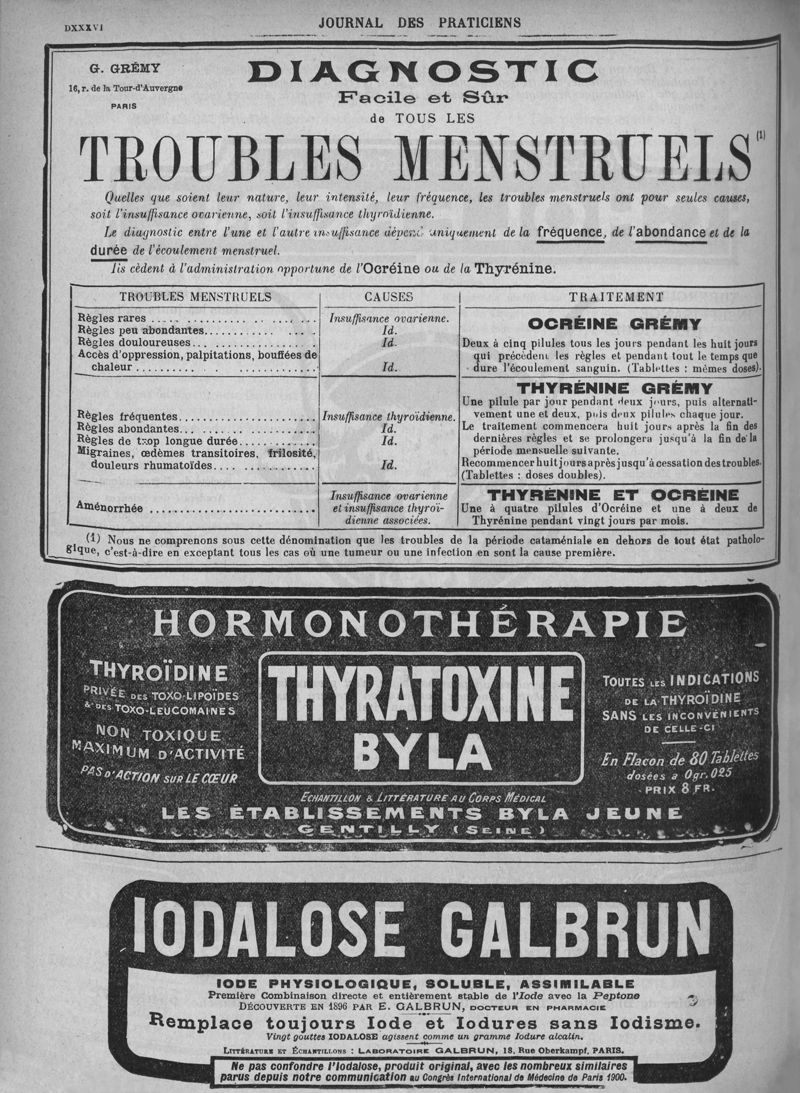 DXXXVI
JOURNAL DES PRATICIENS
G. GRÉMY
16, r. de la Tour-d'Auvergne
PARIS
DIAGNOSTIC
Facile et Sûr
de TOUS LES
TROUBLES MENSTRUELS (1)
Quelles que soient leur nature, leur intensité, leur fréquence, les troubles menstruels ont pour seules causes,
soit l'insuffisance ovarienne, soit l'insuffisance thyroïdienne.
Le diagnostic entre l'une et l'autre insuffisance dépend uniquement de la fréquence, de l'abondance et de la
durée de l'écoulement menstruel.
Ils cèdent à l'administration opportune de l'Ocréine ou de la Thyrénine.
TROUBLES MENSTRUELS
CAUSES
TRAITEMENT
Règles rares
Insuffisance ovarienne.
Règles peu abondantes
Id.
Règles douloureuses
Id.
Accès d'oppression, palpitations, bouffées de
chaleur
Id.
OCRÉINE GRÉMY
Deux à cinq pilules tous les jours pendant les huit jours
qui précèdent les règles et pendant tout le temps que
dure l'écoulement sanguin. (Tablettes : mêmes doses).
Règles fréquentes
Insuffisance thyroïdienne.
Règles abondantes
Id.
Règles de trop longue durée
Id.
Migraines, œdèmes transitoires, frilosité,
douleurs rhumatoïdes
Id.
THYRÉNINE GRÉMY
Une pilule par jour pendant deux jours, puis alternati-
vement une et deux, puis deux pilules chaque jour.
Le traitement commencera huit jours après la fin des
dernières règles et se prolongera jusqu'à la fin de la
période mensuelle suivante.
Recommencer huit jours après jusqu'à cessation des troubles.
(Tablettes : doses doubles).
Aménorrhée
Insuffisance ovarienne
et insuffisance thyroï-
dienne associées.
THYRÉNINE ET OCRÉINE
Une à quatre pilules d'Ocréine et une à deux de
Thyrénine pendant vingt jours par mois.
(1) Nous ne comprenons sous cette dénomination que les troubles de la période cataméniale en dehors de tout état patholo-
gique, c'est-à-dire en exceptant tous les cas où une tumeur ou une infection en sont la cause première.
HORMONOTHÉRAPIE
THYROÏDINE
PRIVÉE DES TOXO-LIPOÏDES
& DES TOXO-LEUCOMAINES
NON TOXIQUE
MAXIMUM D'ACTIVITÉ
PAS D'ACTION SUR LE CŒUR
THYRATOXINE
BYLA
TOUTES LES INDICATIONS
DE LA THYROÏDINE
SANS LES INCONVÉNIENTS
DE CELLE-CI
En Flacon de 80 Tablettes
dosées a 0gr.025
PRIX 8 FR.
ECHANTILLON & LITTÉRATURE AU CORPS MÉDICAL
LES ÉTABLISSEMENTS BYLA JEUNE
GENTILLY (SEINE)
IODALOSE GALBRUN
IODE PHYSIOLOGIQUE, SOLUBLE, ASSIMILABLE
Première Combinaison directe et entièrement stable de l'Iode avec la Peptone
DÉCOUVERTE EN 1896 PAR E. GALBRUN, DOCTEUR EN PHARMACIE
Remplace toujours Iode et Iodures sans Iodisme.
Vingt gouttes IODALOSE agissent comme un gramme Iodure alcalin.
LITTÉRATURE ET ÉCHANTILLONS : LABORATOIRE GALBRUN, 18, Rue Oberkampf, PARIS.
Ne pas confondre l'Iodalose, produit original, avec les nombreux similaires
parus depuis notre communication au Congrès International de Médecine de Paris 1900.